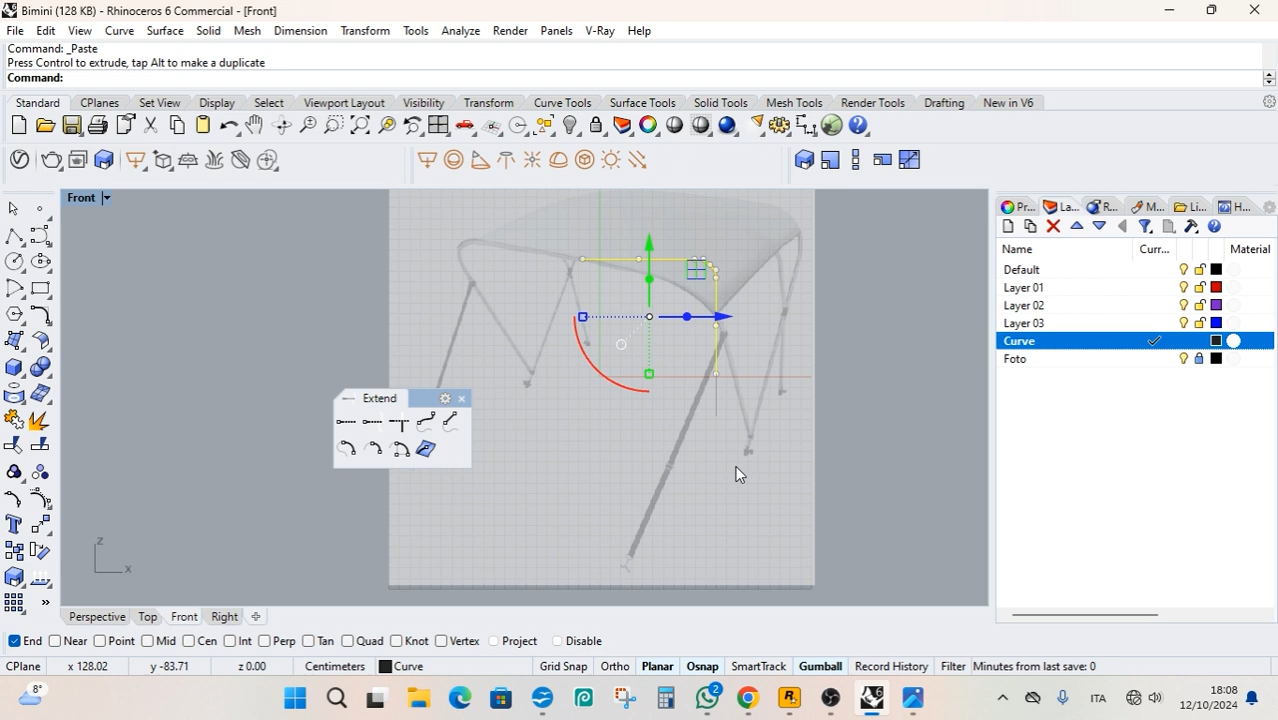 Bimini (128 KB) - Rhinoceros 6 Commercial - [Front]
File Edit View Curve Surface Solid Mesh Dimension Transform Tools Analyze Render Panels V-Ray Help
Command: _Paste
Press Control to extrude, tap Alt to make a duplicate
Command:
Standard CPlanes Set View Display Select Viewport Layout Visibility Transform Curve Tools Surface Tools Solid Tools Mesh Tools Render Tools Drafting New in V6
Front
Pr... La... R... M... Li... H...
Name Curr... Material
Default
Layer 01
Layer 02
Layer 03
Curve
Foto
Extend
z
x
Perspective Top Front Right
End Near Point Mid Cen Int Perp Tan Quad Knot Vertex Project Disable
CPlane x 128.02 y -83.71 z 0.00 Centimeters Curve Grid Snap Ortho Planar Osnap SmartTrack Gumball Record History Filter Minutes from last save: 0
8°
2
6
ITA
18:08
12/10/2024